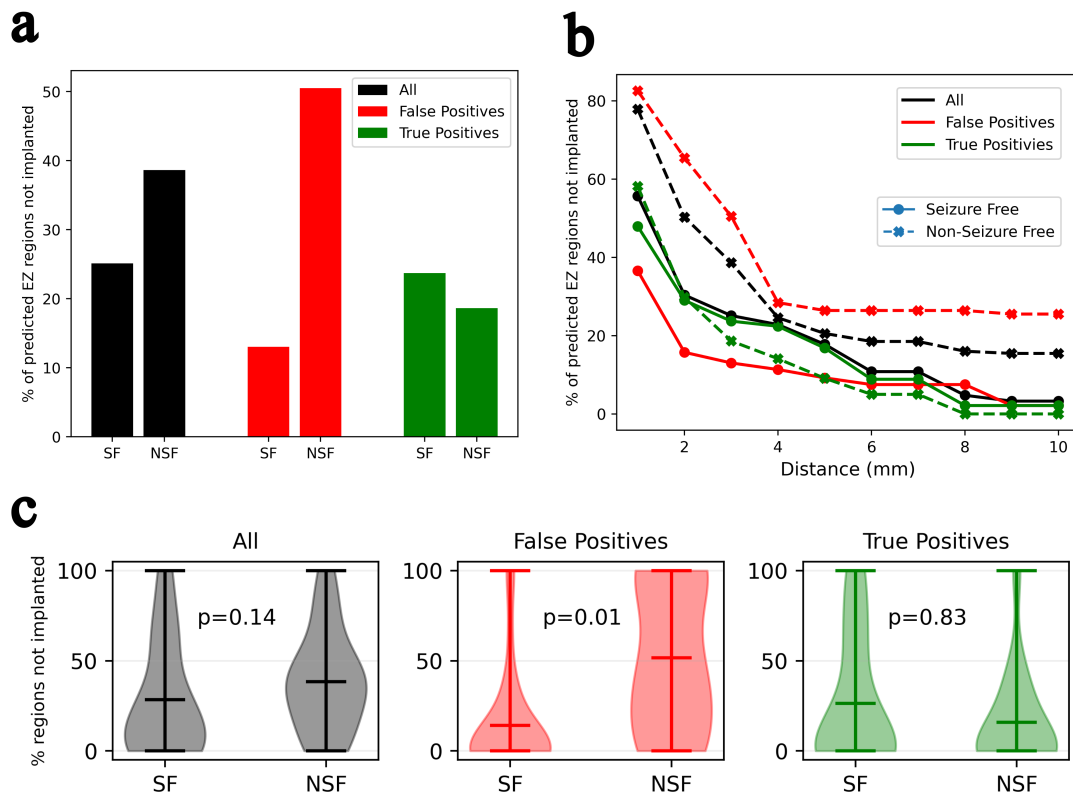 a
% of predicted EZ regions not implanted
50
40
30
20
10
0
All
False Positives
True Positives
SF NSF SF NSF SF NSF
b
% of predicted EZ regions not implanted
80
60
40
20
0
All
False Positives
True Positivies
Seizure Free
Non-Seizure Free
2 4 6 8 10
Distance (mm)
c
% regions not implanted
All
100
50
0
p=0.14
SF NSF
False Positives
100
50
0
p=0.01
SF NSF
True Positives
100
50
0
p=0.83
SF NSF